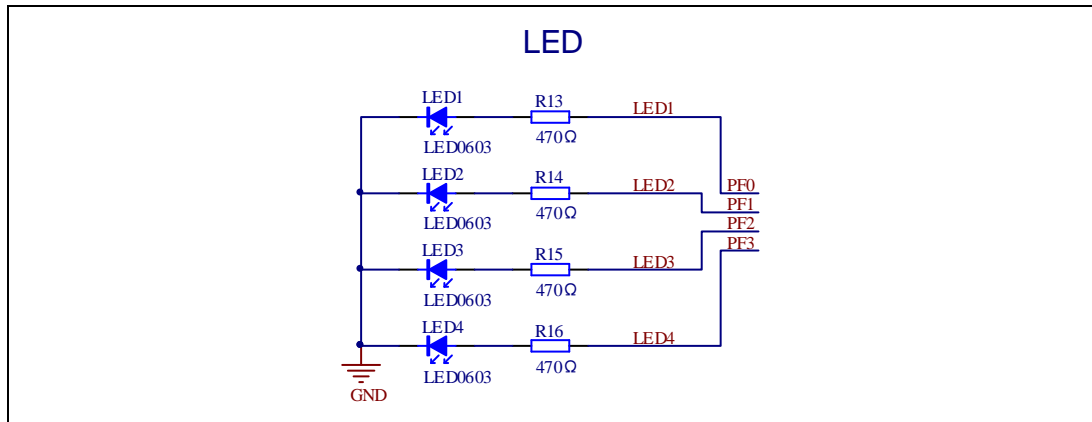 LED
LED1
R13
LED1
470Ω
LED0603
LED2
R14
LED2
PF0
470Ω
PF1
LED0603
PF2
LED3
R15
PF3
LED3
470Ω
LED0603
LED4
R16
LED4
470Ω
LED0603
GND